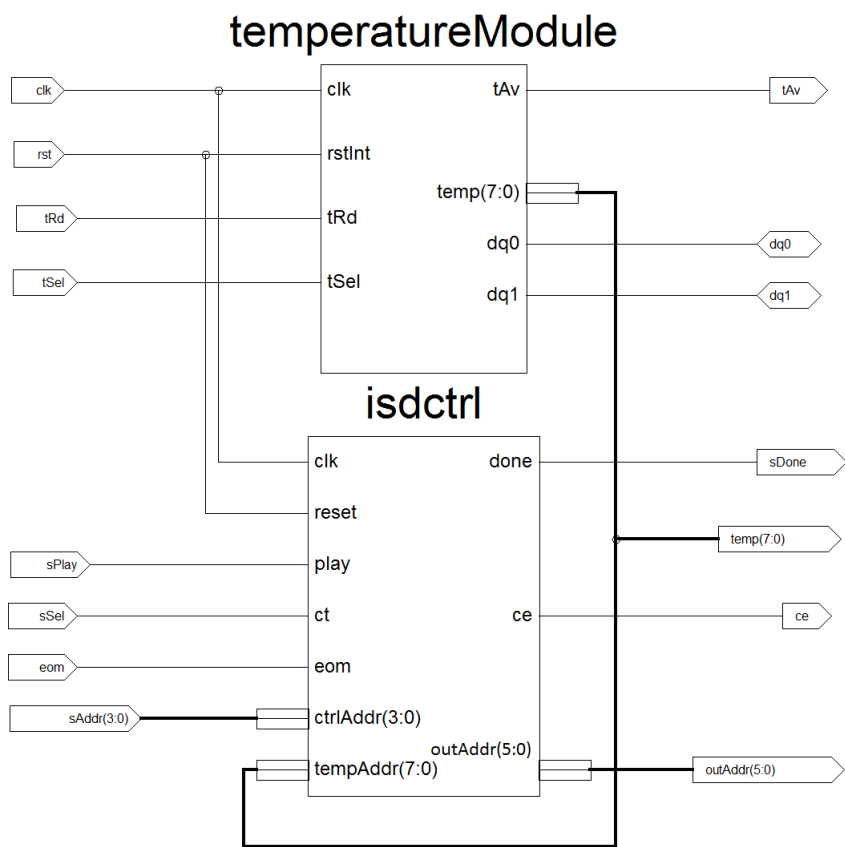 temperatureModule
clk
clk
tAv
tAv
rst
rstInt
temp(7:0)
tRd
tRd
dq0
dq0
tSel
tSel
dq1
dq1
isdctrl
clk
done
sDone
reset
temp(7:0)
sPlay
play
sSel
ct
ce
ce
eom
eom
sAddr(3:0)
ctrlAddr(3:0)
outAddr(5:0)
tempAddr(7:0)
outAddr(5:0)